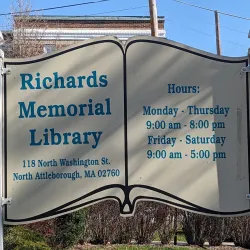 Richards
Memorial
Library
118 North Washington St.
North Attleborough, MA 02760
Hours:
Monday - Thursday
9:00 am - 8:00 pm
Friday - Saturday
9:00 am - 5:00 pm